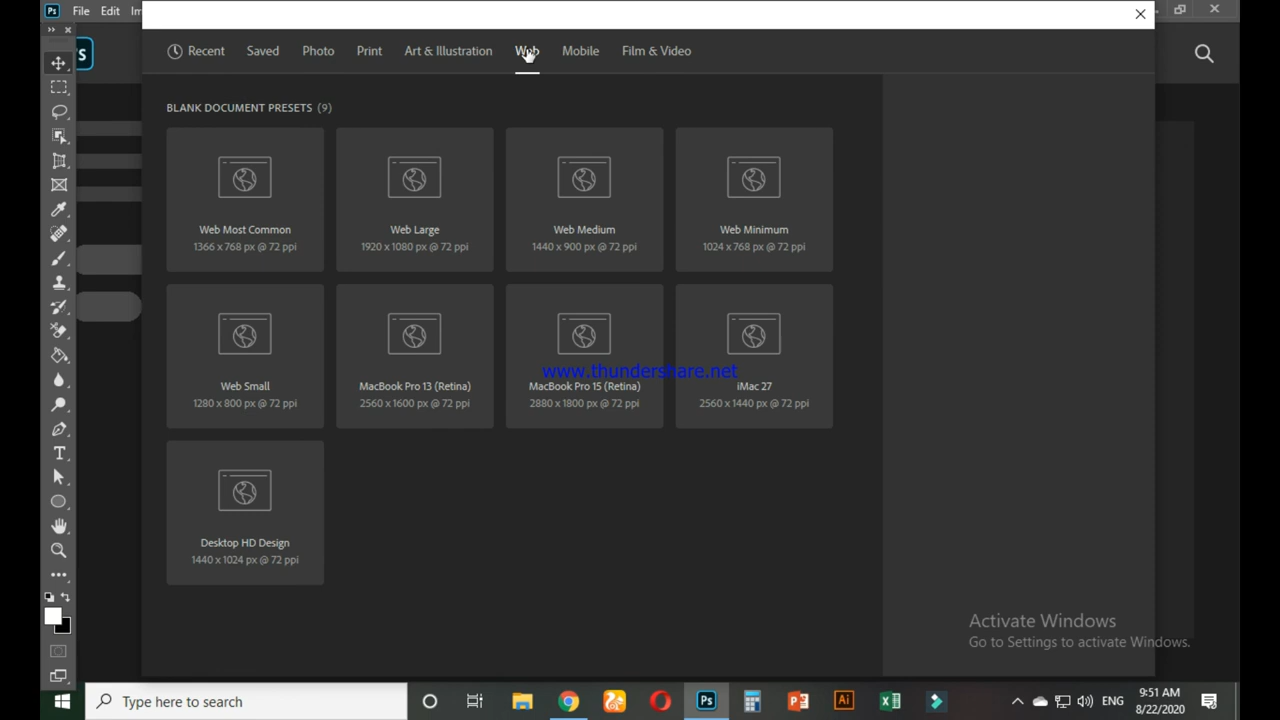 Ps File Edit Im
S
Recent Saved Photo Print Art & Illustration Web Mobile Film & Video
BLANK DOCUMENT PRESETS (9)
Web Most Common
1366 x 768 px @ 72 ppi
Web Large
1920 x 1080 px @ 72 ppi
Web Medium
1440 x 900 px @ 72 ppi
Web Minimum
1024 x 768 px @ 72 ppi
Web Small
1280 x 800 px @ 72 ppi
MacBook Pro 13 (Retina)
2560 x 1600 px @ 72 ppi
www.thundershare.net
MacBook Pro 15 (Retina)
2880 x 1800 px @ 72 ppi
iMac 27
2560 x 1440 px @ 72 ppi
Desktop HD Design
1440 x 1024 px @ 72 ppi
Activate Windows
Go to Settings to activate Windows.
Type here to search
Ps
Ai
ENG
9:51 AM
8/22/2020